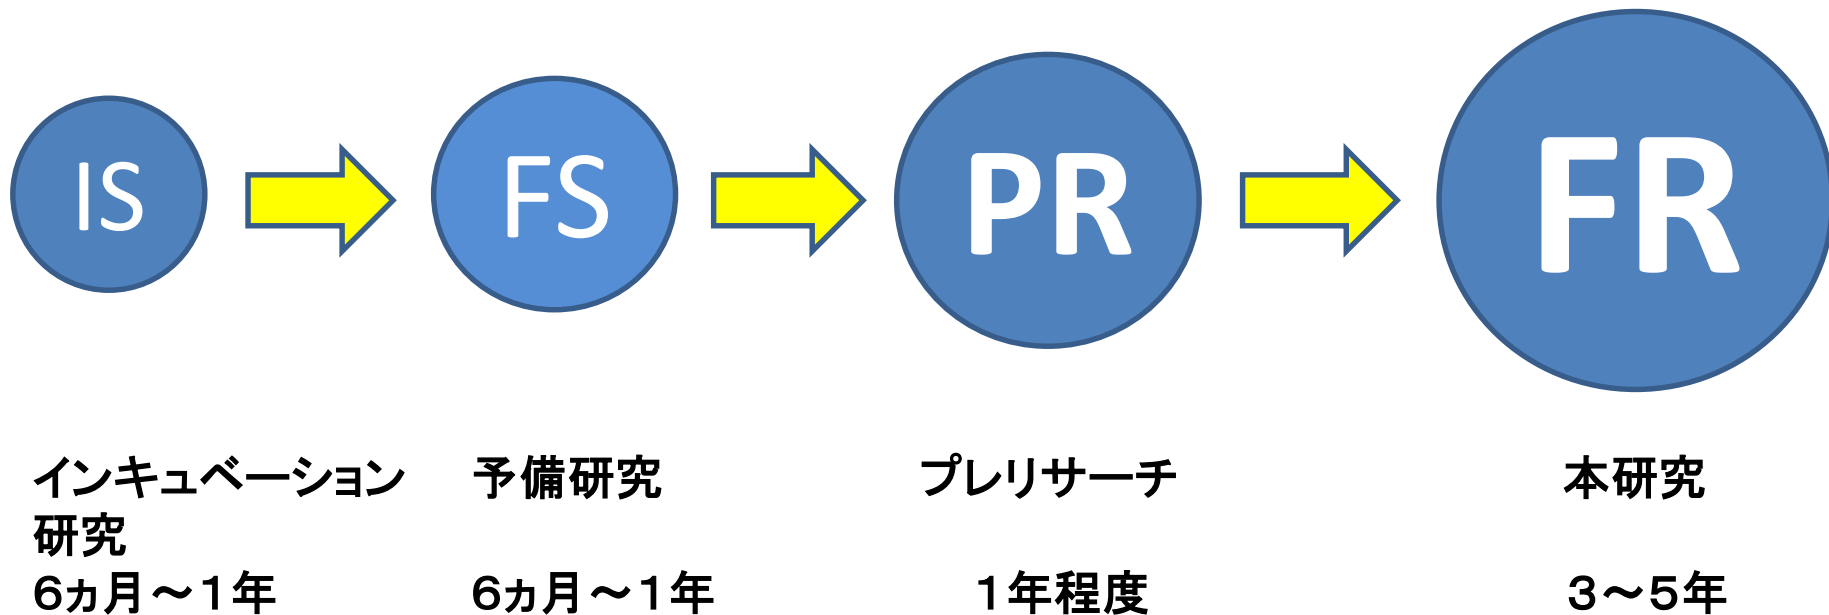 IS
FS
PR
FR
インキュベーション
研究
6ヵ月～1年
予備研究
6ヵ月～1年
プレリサーチ
1年程度
本研究
3～5年